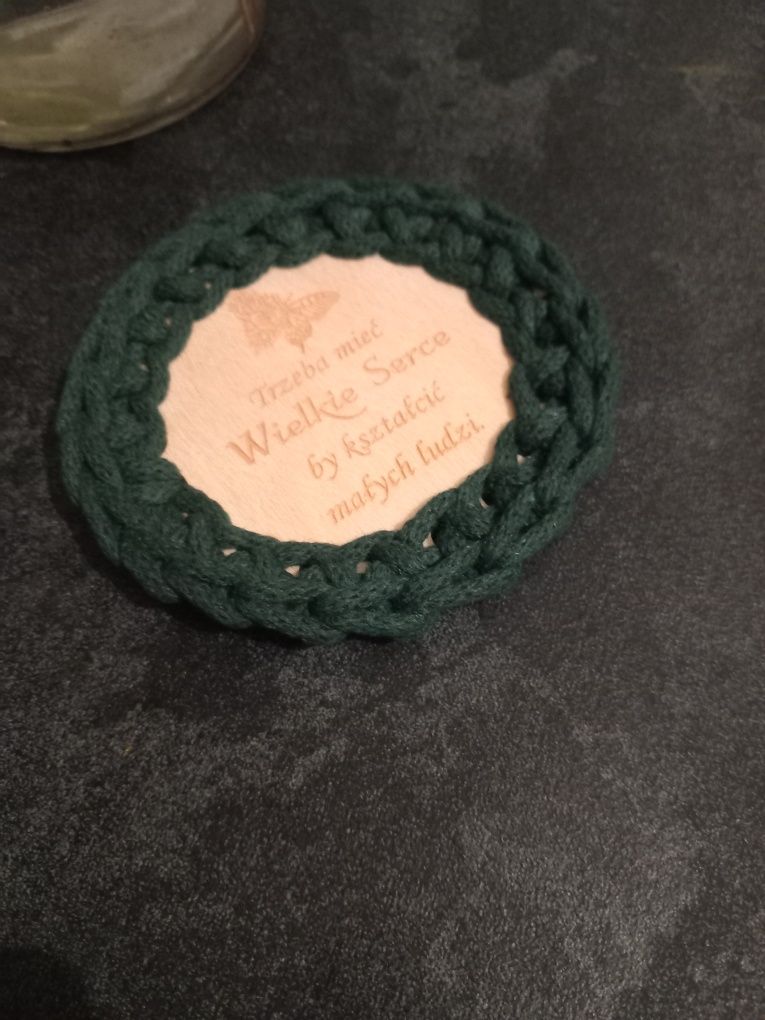 Trzeba mieć
Wielkie Serce
by kształcić
małych ludzi.